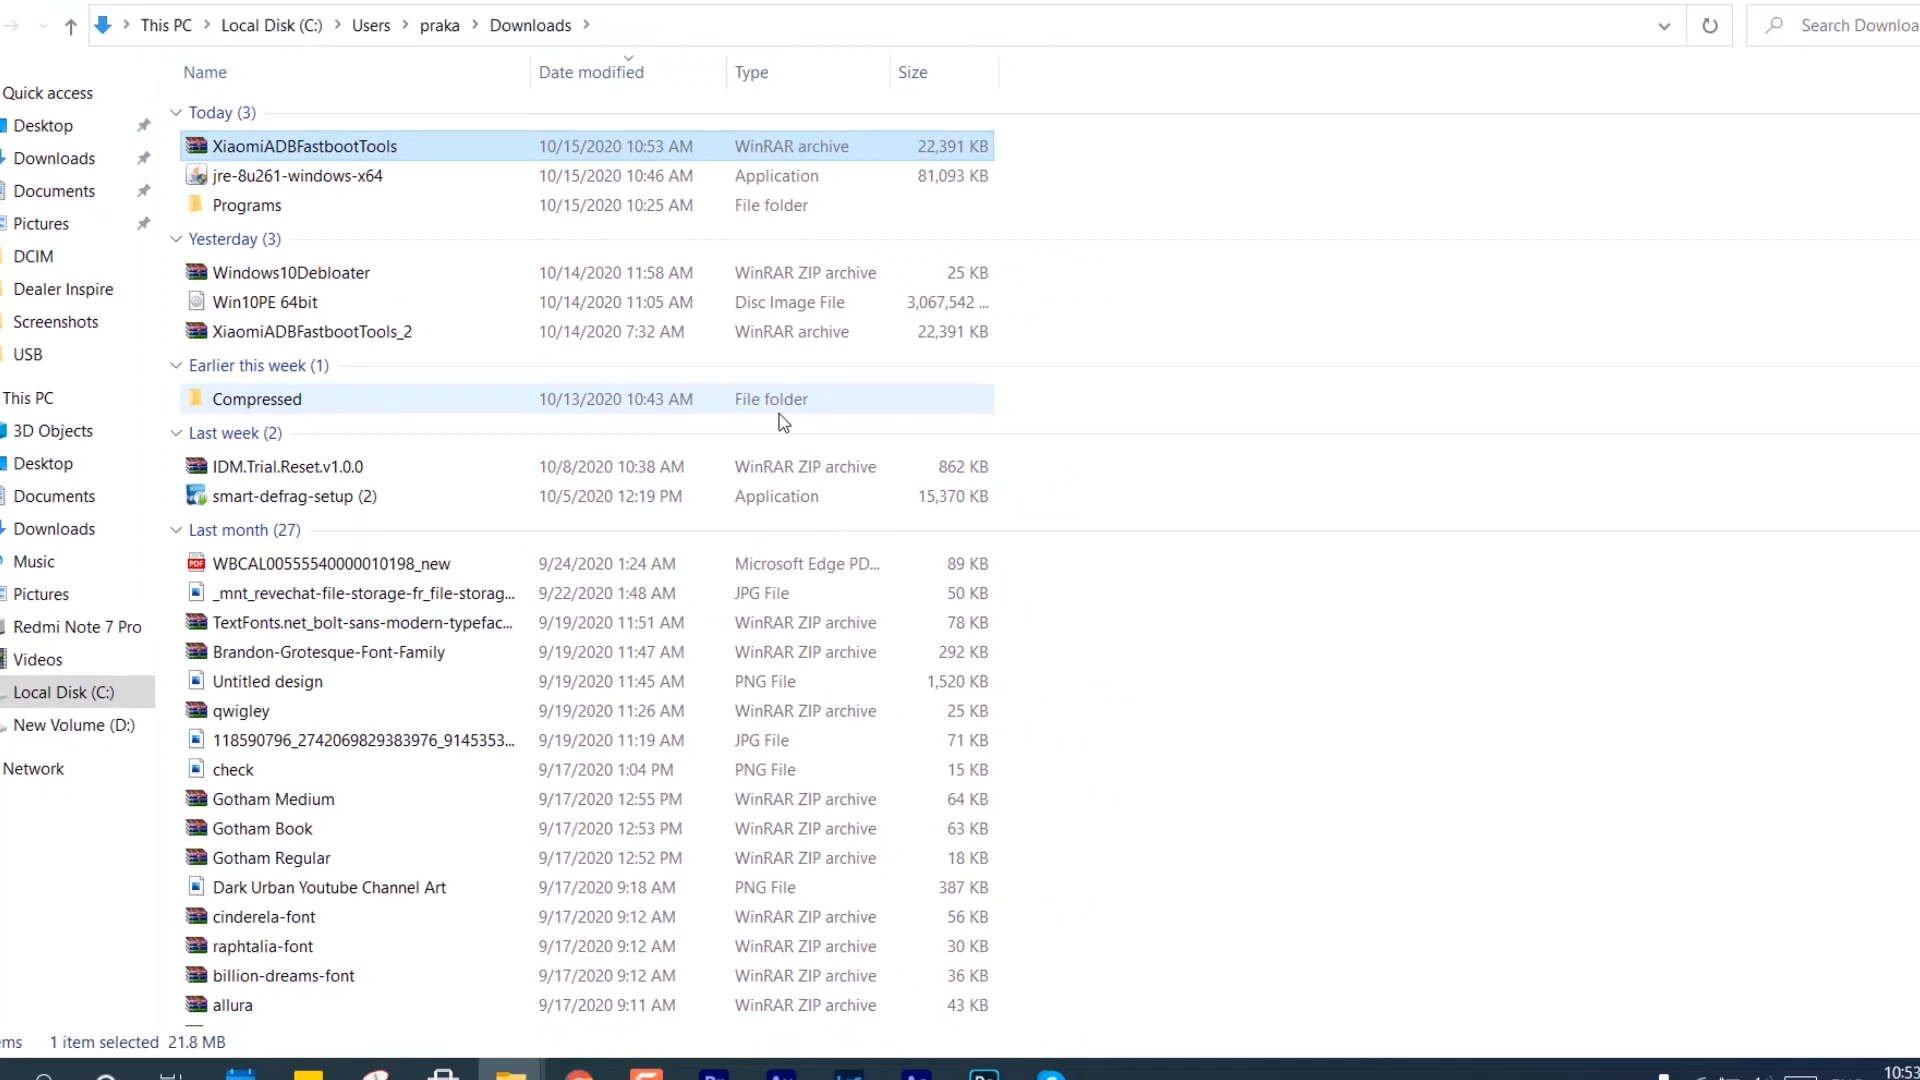 This PC > Local Disk (C:) > Users > praka > Downloads >
Search Downloa
Name Date modified Type Size
Quick access
Desktop
Downloads
Documents
Pictures
DCIM
Dealer Inspire
Screenshots
USB
This PC
3D Objects
Desktop
Documents
Downloads
Music
Pictures
Redmi Note 7 Pro
Videos
Local Disk (C:)
New Volume (D:)
Network
Today (3)
XiaomiADBFastbootTools 10/15/2020 10:53 AM WinRAR archive 22,391 KB
jre-8u261-windows-x64 10/15/2020 10:46 AM Application 81,093 KB
Programs 10/15/2020 10:25 AM File folder
Yesterday (3)
Windows10Debloater 10/14/2020 11:58 AM WinRAR ZIP archive 25 KB
Win10PE 64bit 10/14/2020 11:05 AM Disc Image File 3,067,542 ...
XiaomiADBFastbootTools_2 10/14/2020 7:32 AM WinRAR archive 22,391 KB
Earlier this week (1)
Compressed 10/13/2020 10:43 AM File folder
Last week (2)
IDM.Trial.Reset.v1.0.0 10/8/2020 10:38 AM WinRAR ZIP archive 862 KB
smart-defrag-setup (2) 10/5/2020 12:19 PM Application 15,370 KB
Last month (27)
WBCAL00555540000010198_new 9/24/2020 1:24 AM Microsoft Edge PD... 89 KB
_mnt_revechat-file-storage-fr_file-storag... 9/22/2020 1:48 AM JPG File 50 KB
TextFonts.net_bolt-sans-modern-typefac... 9/19/2020 11:51 AM WinRAR ZIP archive 78 KB
Brandon-Grotesque-Font-Family 9/19/2020 11:47 AM WinRAR ZIP archive 292 KB
Untitled design 9/19/2020 11:45 AM PNG File 1,520 KB
qwigley 9/19/2020 11:26 AM WinRAR ZIP archive 25 KB
118590796_2742069829383976_9145353... 9/19/2020 11:19 AM JPG File 71 KB
check 9/17/2020 1:04 PM PNG File 15 KB
Gotham Medium 9/17/2020 12:55 PM WinRAR ZIP archive 64 KB
Gotham Book 9/17/2020 12:53 PM WinRAR ZIP archive 63 KB
Gotham Regular 9/17/2020 12:52 PM WinRAR ZIP archive 18 KB
Dark Urban Youtube Channel Art 9/17/2020 9:18 AM PNG File 387 KB
cinderela-font 9/17/2020 9:12 AM WinRAR ZIP archive 56 KB
raphtalia-font 9/17/2020 9:12 AM WinRAR ZIP archive 30 KB
billion-dreams-font 9/17/2020 9:12 AM WinRAR ZIP archive 36 KB
allura 9/17/2020 9:11 AM WinRAR ZIP archive 43 KB
ems 1 item selected 21.8 MB
10:53